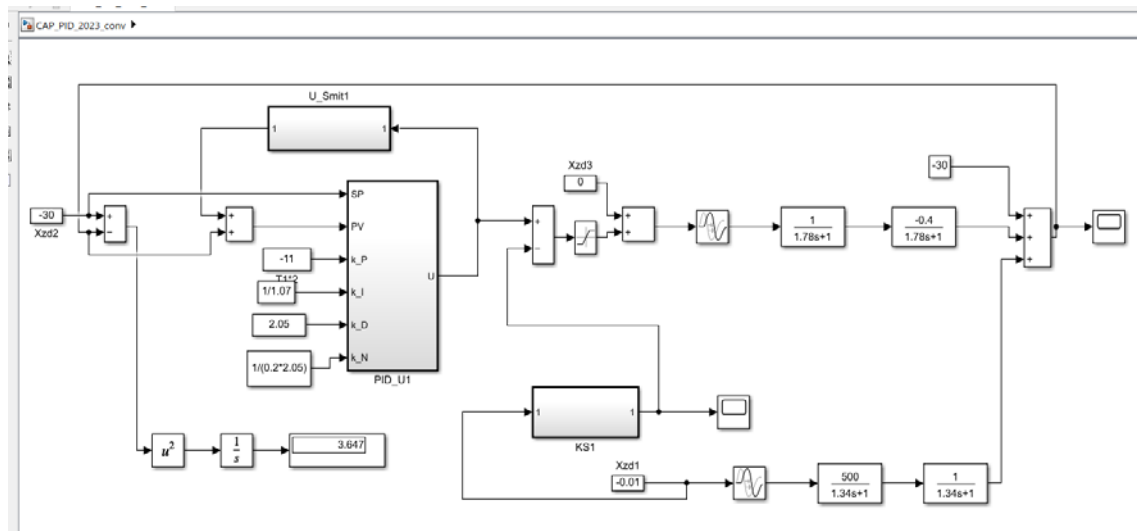 CAP_PID_2023_conv
U_Smit1
1 1
-30
Xzd2
+
−
+
+
SP
PV
k_P
k_I
k_D
k_N
U
PID_U1
-11
T1*2
1/1.07
2.05
1/(0.2*2.05)
u²
1
s
3.647
Xzd3
0
+
−
+
+
1
1.78s+1
-0.4
1.78s+1
-30
+
+
+
1 1
KS1
Xzd1
-0.01
500
1.34s+1
1
1.34s+1